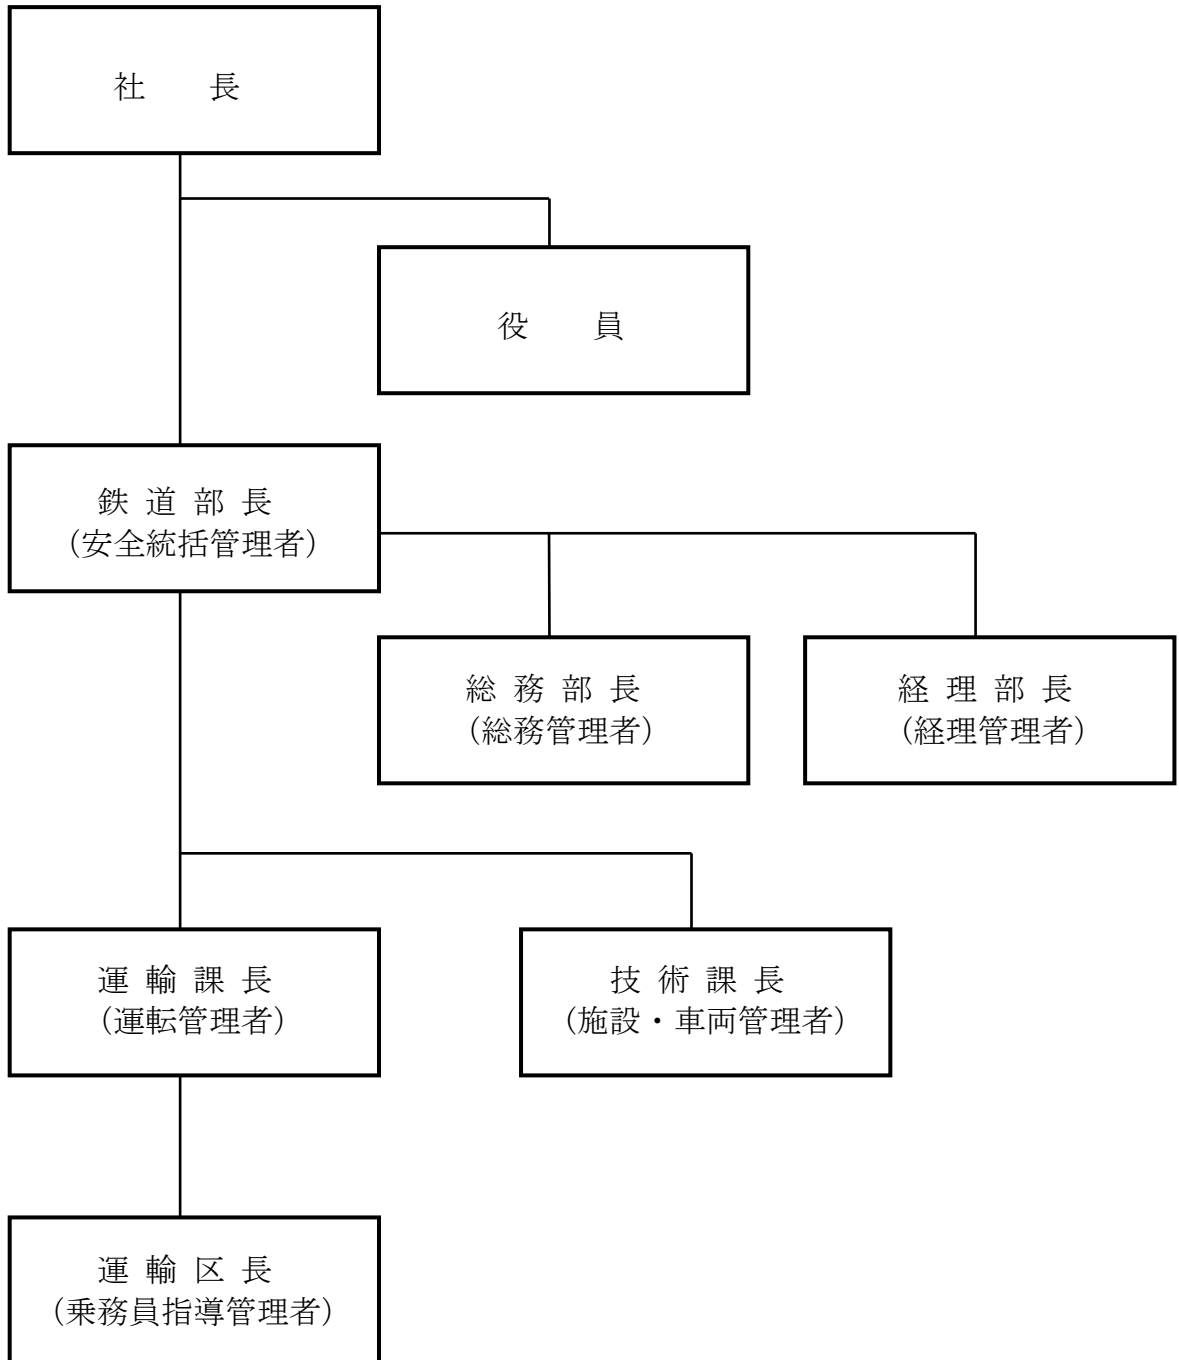 社　長
役　員
鉄 道 部 長
（安全統括管理者）
総 務 部 長
（総務管理者）
経 理 部 長
（経理管理者）
運 輸 課 長
（運転管理者）
技 術 課 長
（施設・車両管理者）
運 輸 区 長
（乗務員指導管理者）